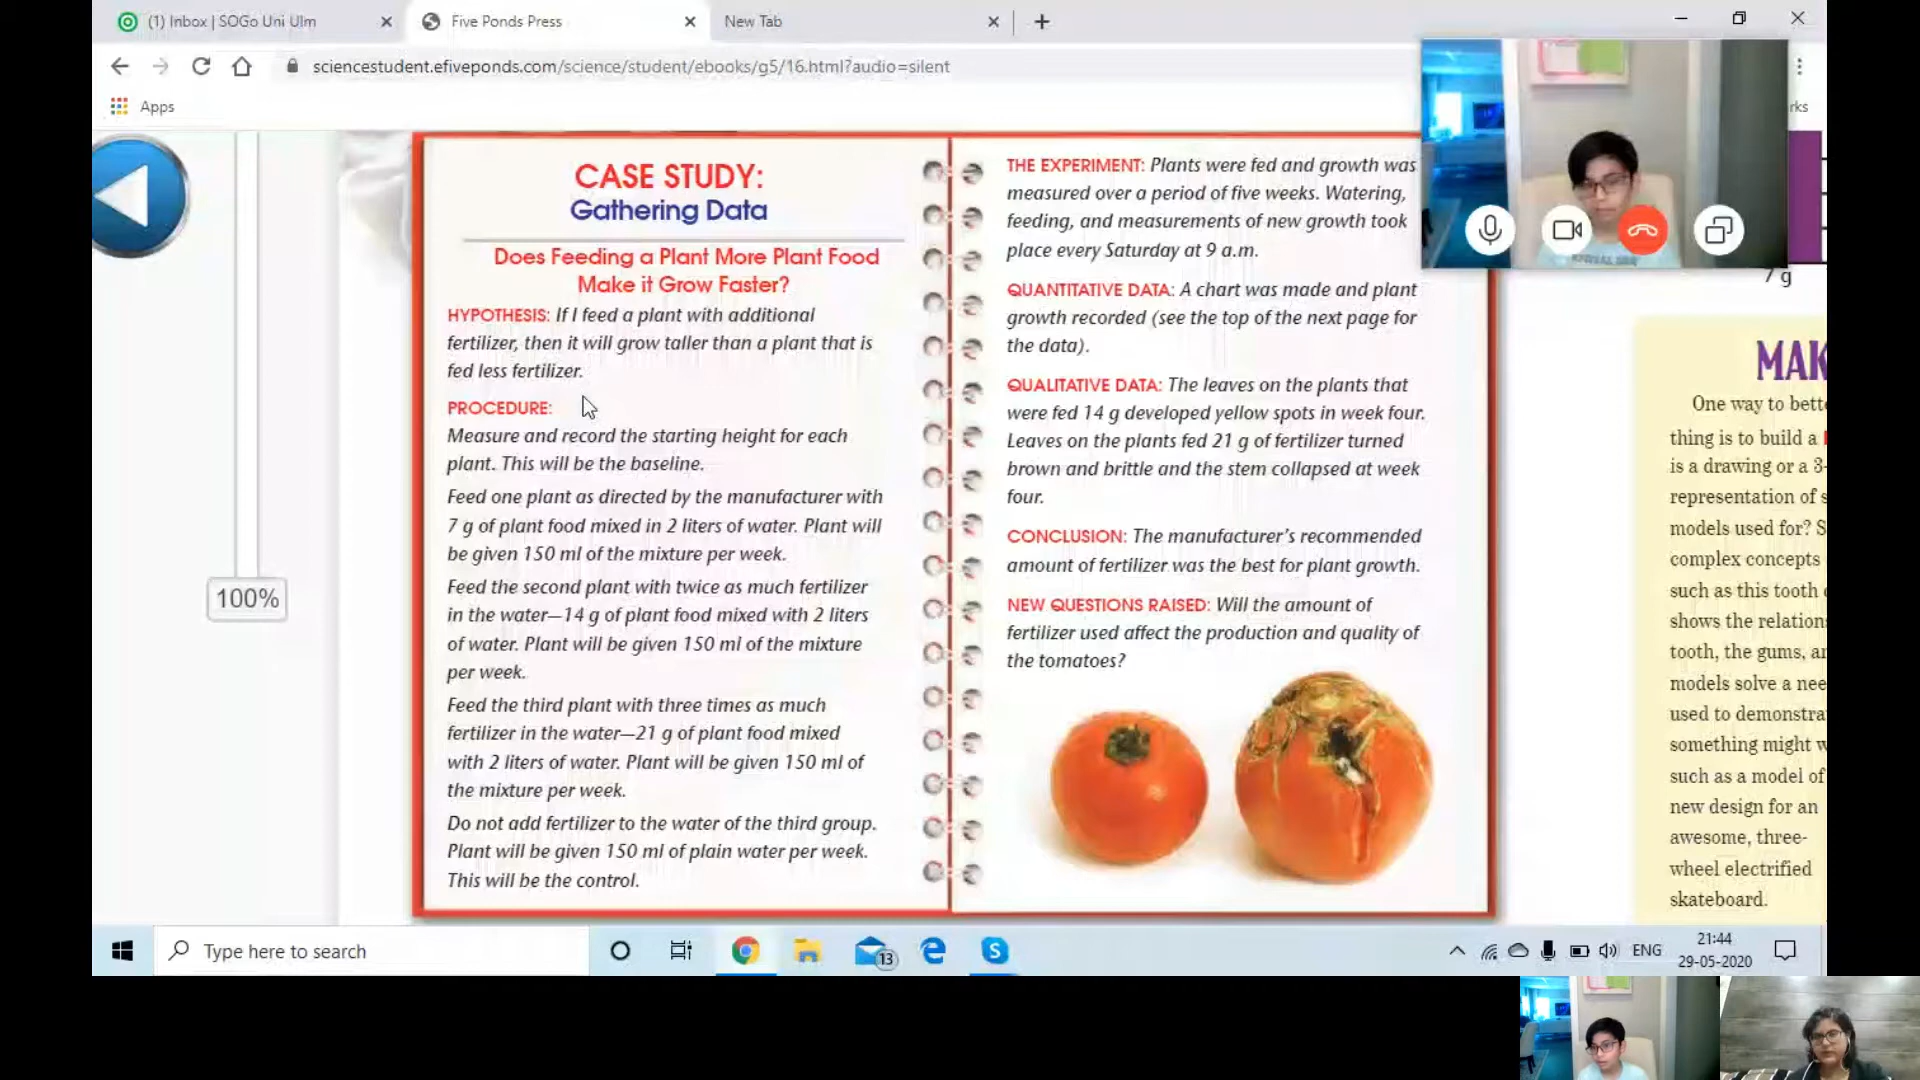 (1) Inbox | SOGo Uni Ulm
Five Ponds Press
New Tab
sciencestudent.efiveponds.com/science/student/ebooks/g5/16.html?audio=silent
Apps
rks
100%
CASE STUDY:
Gathering Data
Does Feeding a Plant More Plant Food
Make it Grow Faster?
HYPOTHESIS: If I feed a plant with additional
fertilizer, then it will grow taller than a plant that is
fed less fertilizer.
PROCEDURE:
Measure and record the starting height for each
plant. This will be the baseline.
Feed one plant as directed by the manufacturer with
7 g of plant food mixed in 2 liters of water. Plant will
be given 150 ml of the mixture per week.
Feed the second plant with twice as much fertilizer
in the water—14 g of plant food mixed with 2 liters
of water. Plant will be given 150 ml of the mixture
per week.
Feed the third plant with three times as much
fertilizer in the water—21 g of plant food mixed
with 2 liters of water. Plant will be given 150 ml of
the mixture per week.
Do not add fertilizer to the water of the third group.
Plant will be given 150 ml of plain water per week.
This will be the control.
THE EXPERIMENT: Plants were fed and growth was
measured over a period of five weeks. Watering,
feeding, and measurements of new growth took
place every Saturday at 9 a.m.
QUANTITATIVE DATA: A chart was made and plant
growth recorded (see the top of the next page for
the data).
QUALITATIVE DATA: The leaves on the plants that
were fed 14 g developed yellow spots in week four.
Leaves on the plants fed 21 g of fertilizer turned
brown and brittle and the stem collapsed at week
four.
CONCLUSION: The manufacturer's recommended
amount of fertilizer was the best for plant growth.
NEW QUESTIONS RAISED: Will the amount of
fertilizer used affect the production and quality of
the tomatoes?
7 g
MAK
One way to bett
thing is to build a
is a drawing or a 3-
representation of s
models used for? S
complex concepts
such as this tooth
shows the relation
tooth, the gums, a
models solve a nee
used to demonstra
something might w
such as a model of
new design for an
awesome, three-
wheel electrified
skateboard.
Type here to search
13
ENG
21:44
29-05-2020